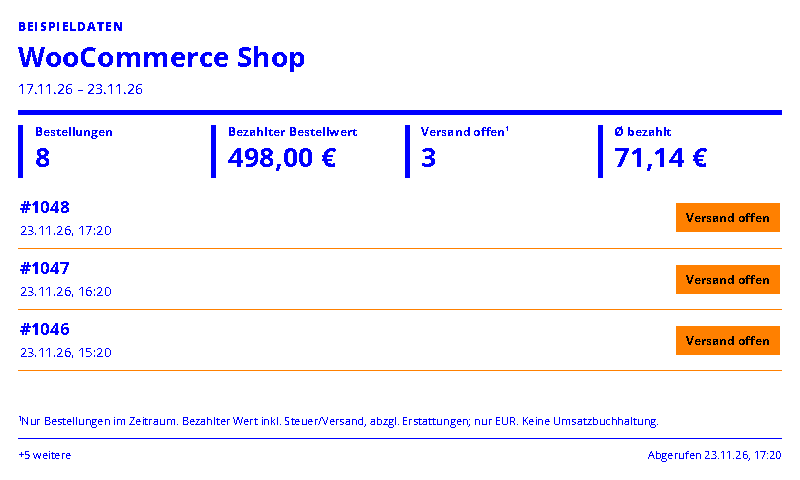 BEISPIELDATEN
WooCommerce Shop
17.11.26 – 23.11.26
Bestellungen
8
Bezahlter Bestellwert
498,00 €
Versand offen¹
3
Ø bezahlt
71,14 €
#1048
23.11.26, 17:20
Versand offen
#1047
23.11.26, 16:20
Versand offen
#1046
23.11.26, 15:20
Versand offen
¹Nur Bestellungen im Zeitraum. Bezahlter Wert inkl. Steuer/Versand, abzgl. Erstattungen; nur EUR. Keine Umsatzbuchhaltung.
+5 weitere
Abgerufen 23.11.26, 17:20